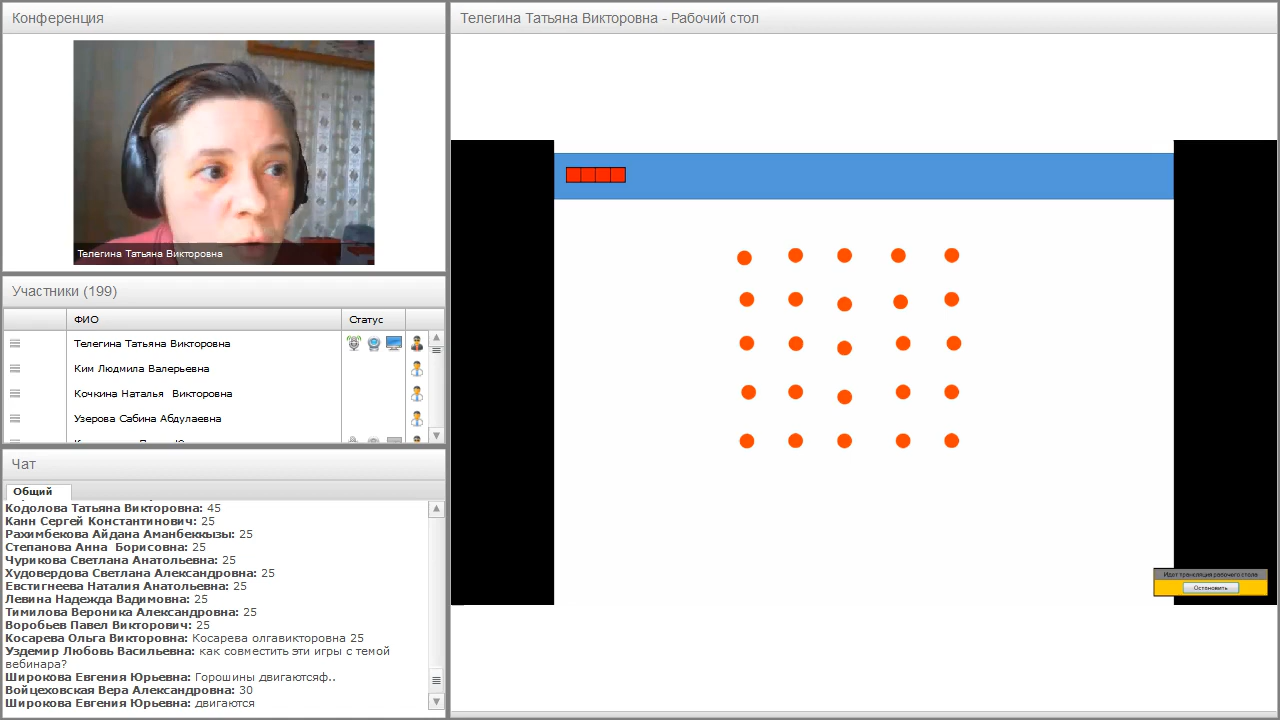 Конференция
Телегина Татьяна Викторовна
Участники (199)
ФИО
Статус
Телегина Татьяна Викторовна
Ким Людмила Валерьевна
Кочкина Наталья Викторовна
Узерова Сабина Абдулаевна
Чат
Общий
Кодолова Татьяна Викторовна: 45
Канн Сергей Константинович: 25
Рахимбекова Айдана Аманбеккызы: 25
Степанова Анна Борисовна: 25
Чурикова Светлана Анатольевна: 25
Худовердова Светлана Александровна: 25
Евстигнеева Наталия Анатольевна: 25
Левина Надежда Вадимовна: 25
Тимилова Вероника Александровна: 25
Воробьев Павел Викторович: 25
Косарева Ольга Викторовна: Косарева олгавикторовна 25
Уздемир Любовь Васильевна: как совместить эти игры с темой
вебинара?
Широкова Евгения Юрьевна: Горошины двигаютсяф..
Войцеховская Вера Александровна: 30
Широкова Евгения Юрьевна: двигаются
Телегина Татьяна Викторовна - Рабочий стол
Идет трансляция рабочего стола
Остановить